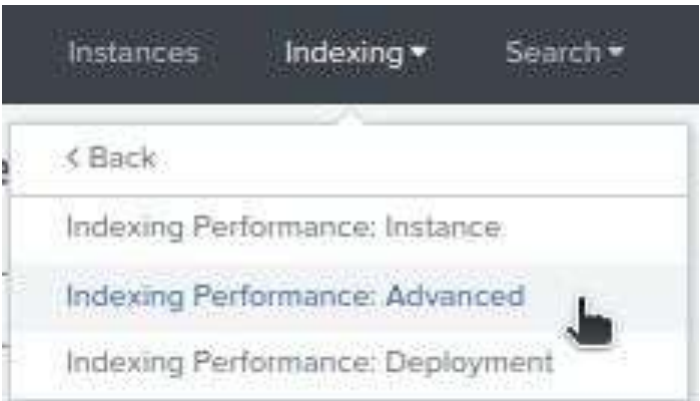 Instances Indexing Search
< Back
Indexing Performance: Instance
Indexing Performance: Advanced
Indexing Performance: Deployment